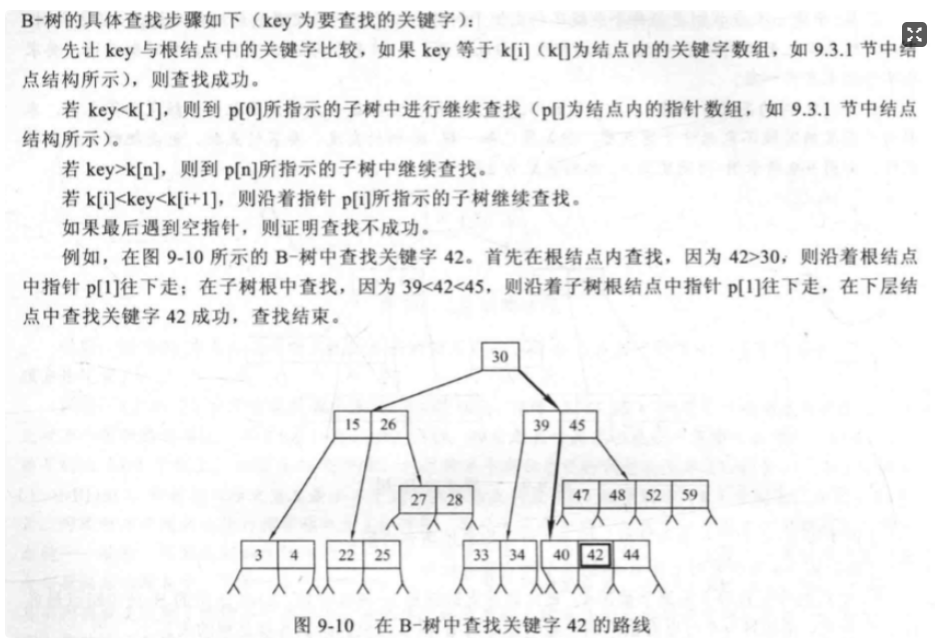 B-树的具体查找步骤如下（key 为要查找的关键字）：
先让 key 与根结点中的关键字比较，如果 key 等于 k[i]（k[]为结点内的关键字数组，如 9.3.1 节中结
点结构所示），则查找成功。
若 key<k[1]，则到 p[0]所指示的子树中进行继续查找（p[]为结点内的指针数组，如 9.3.1 节中结点
结构所示）。
若 key>k[n]，则到 p[n]所指示的子树中继续查找。
若 k[i]<key<k[i+1]，则沿着指针 p[i]所指示的子树继续查找。
如果最后遇到空指针，则证明查找不成功。
例如，在图 9-10 所示的 B-树中查找关键字 42。首先在根结点内查找，因为 42>30，则沿着根结点
中指针 p[1]往下走；在子树根中查找，因为 39<42<45，则沿着子树根结点中指针 p[1]往下走，在下层结
点中查找关键字 42 成功，查找结束。
30
15 26
39 45
27 28
47 48 52 59
3
22 25
33 34
40 42 44
图 9-10 在 B-树中查找关键字 42 的路线